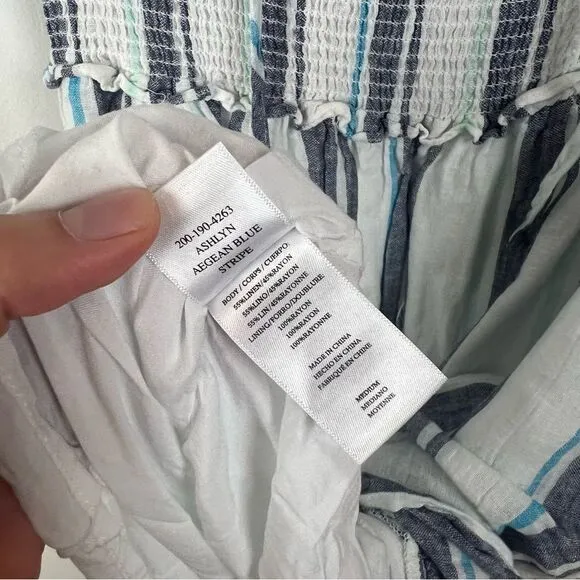 200-190-4263
ASHLYN
AEGEAN BLUE
STRIPE
BODY / CORPS / CUERPO:
55%LINEN/45%RAYON
55%LINO/45%RAYON
55%LIN/45%RAYONNE
LINING/FORRO/DOUBLURE:
100%RAYON
100%RAYON
100%RAYONNE
MADE IN CHINA
HECHO EN CHINA
FABRIQUÉ EN CHINE
MEDIUM
MEDIANO
MOYENNE